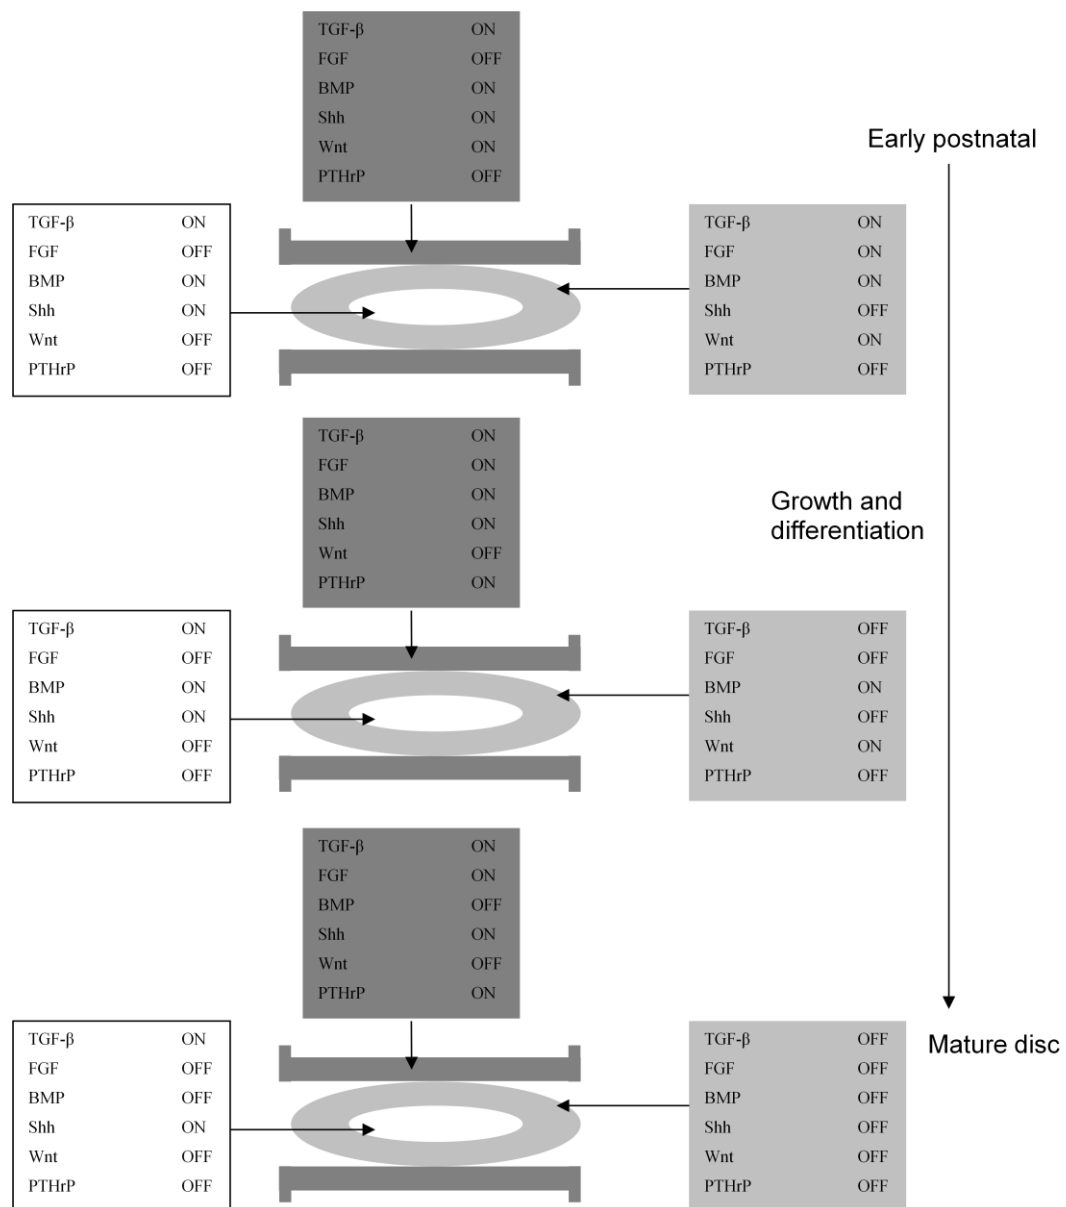 TGF-β ON
FGF OFF
BMP ON
Shh ON
Wnt ON
PTHrP OFF
Early postnatal
TGF-β ON
FGF OFF
BMP ON
Shh ON
Wnt OFF
PTHrP OFF
TGF-β ON
FGF ON
BMP ON
Shh OFF
Wnt ON
PTHrP OFF
TGF-β ON
FGF ON
BMP ON
Shh ON
Wnt OFF
PTHrP ON
Growth and
differentiation
TGF-β ON
FGF OFF
BMP ON
Shh ON
Wnt OFF
PTHrP OFF
TGF-β OFF
FGF OFF
BMP ON
Shh OFF
Wnt ON
PTHrP OFF
TGF-β ON
FGF ON
BMP OFF
Shh ON
Wnt OFF
PTHrP ON
TGF-β ON
FGF OFF
BMP OFF
Shh ON
Wnt OFF
PTHrP OFF
TGF-β OFF
FGF OFF
BMP OFF
Shh OFF
Wnt OFF
PTHrP OFF
Mature disc